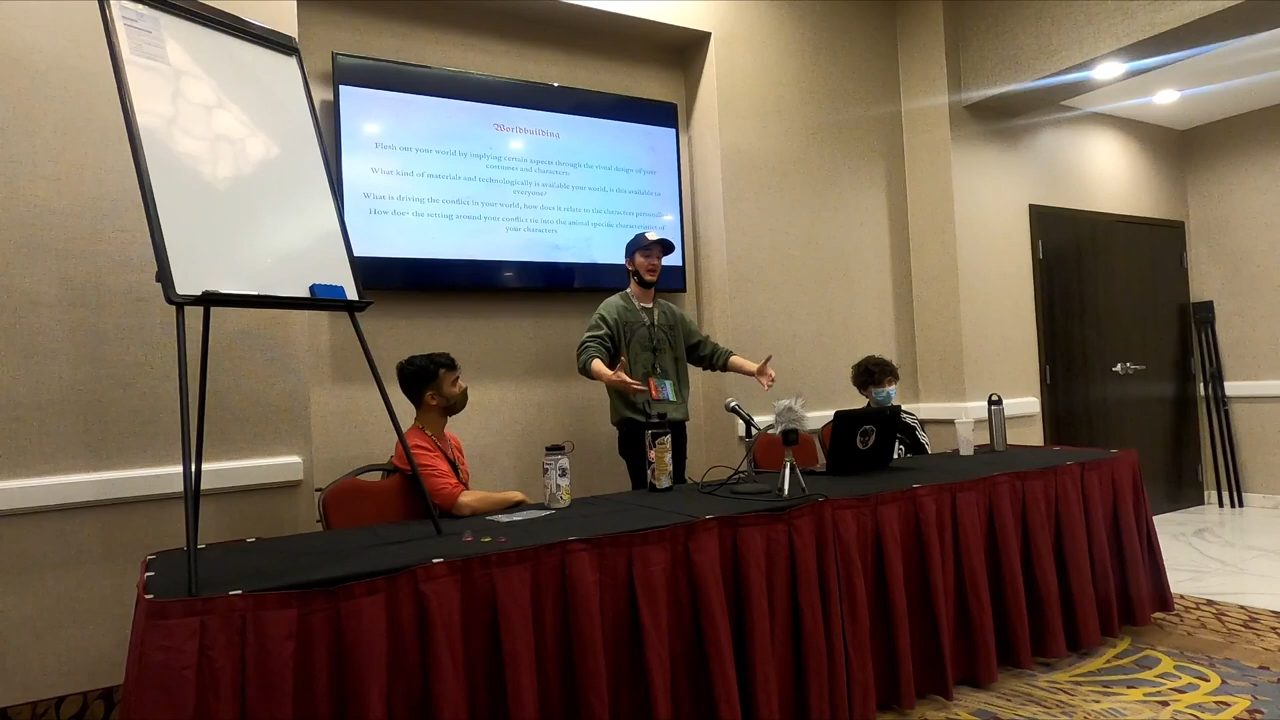 Worldbuilding
Flesh out your world by implying certain aspects through the visual design of your
costumes and characters
What kind of materials and technologically is available your world, is this available to
everyone?
What is driving the conflict in your world, how does it relate to the characters personally
How does the setting around your conflict tie into the animal specific characteristics of
your characters